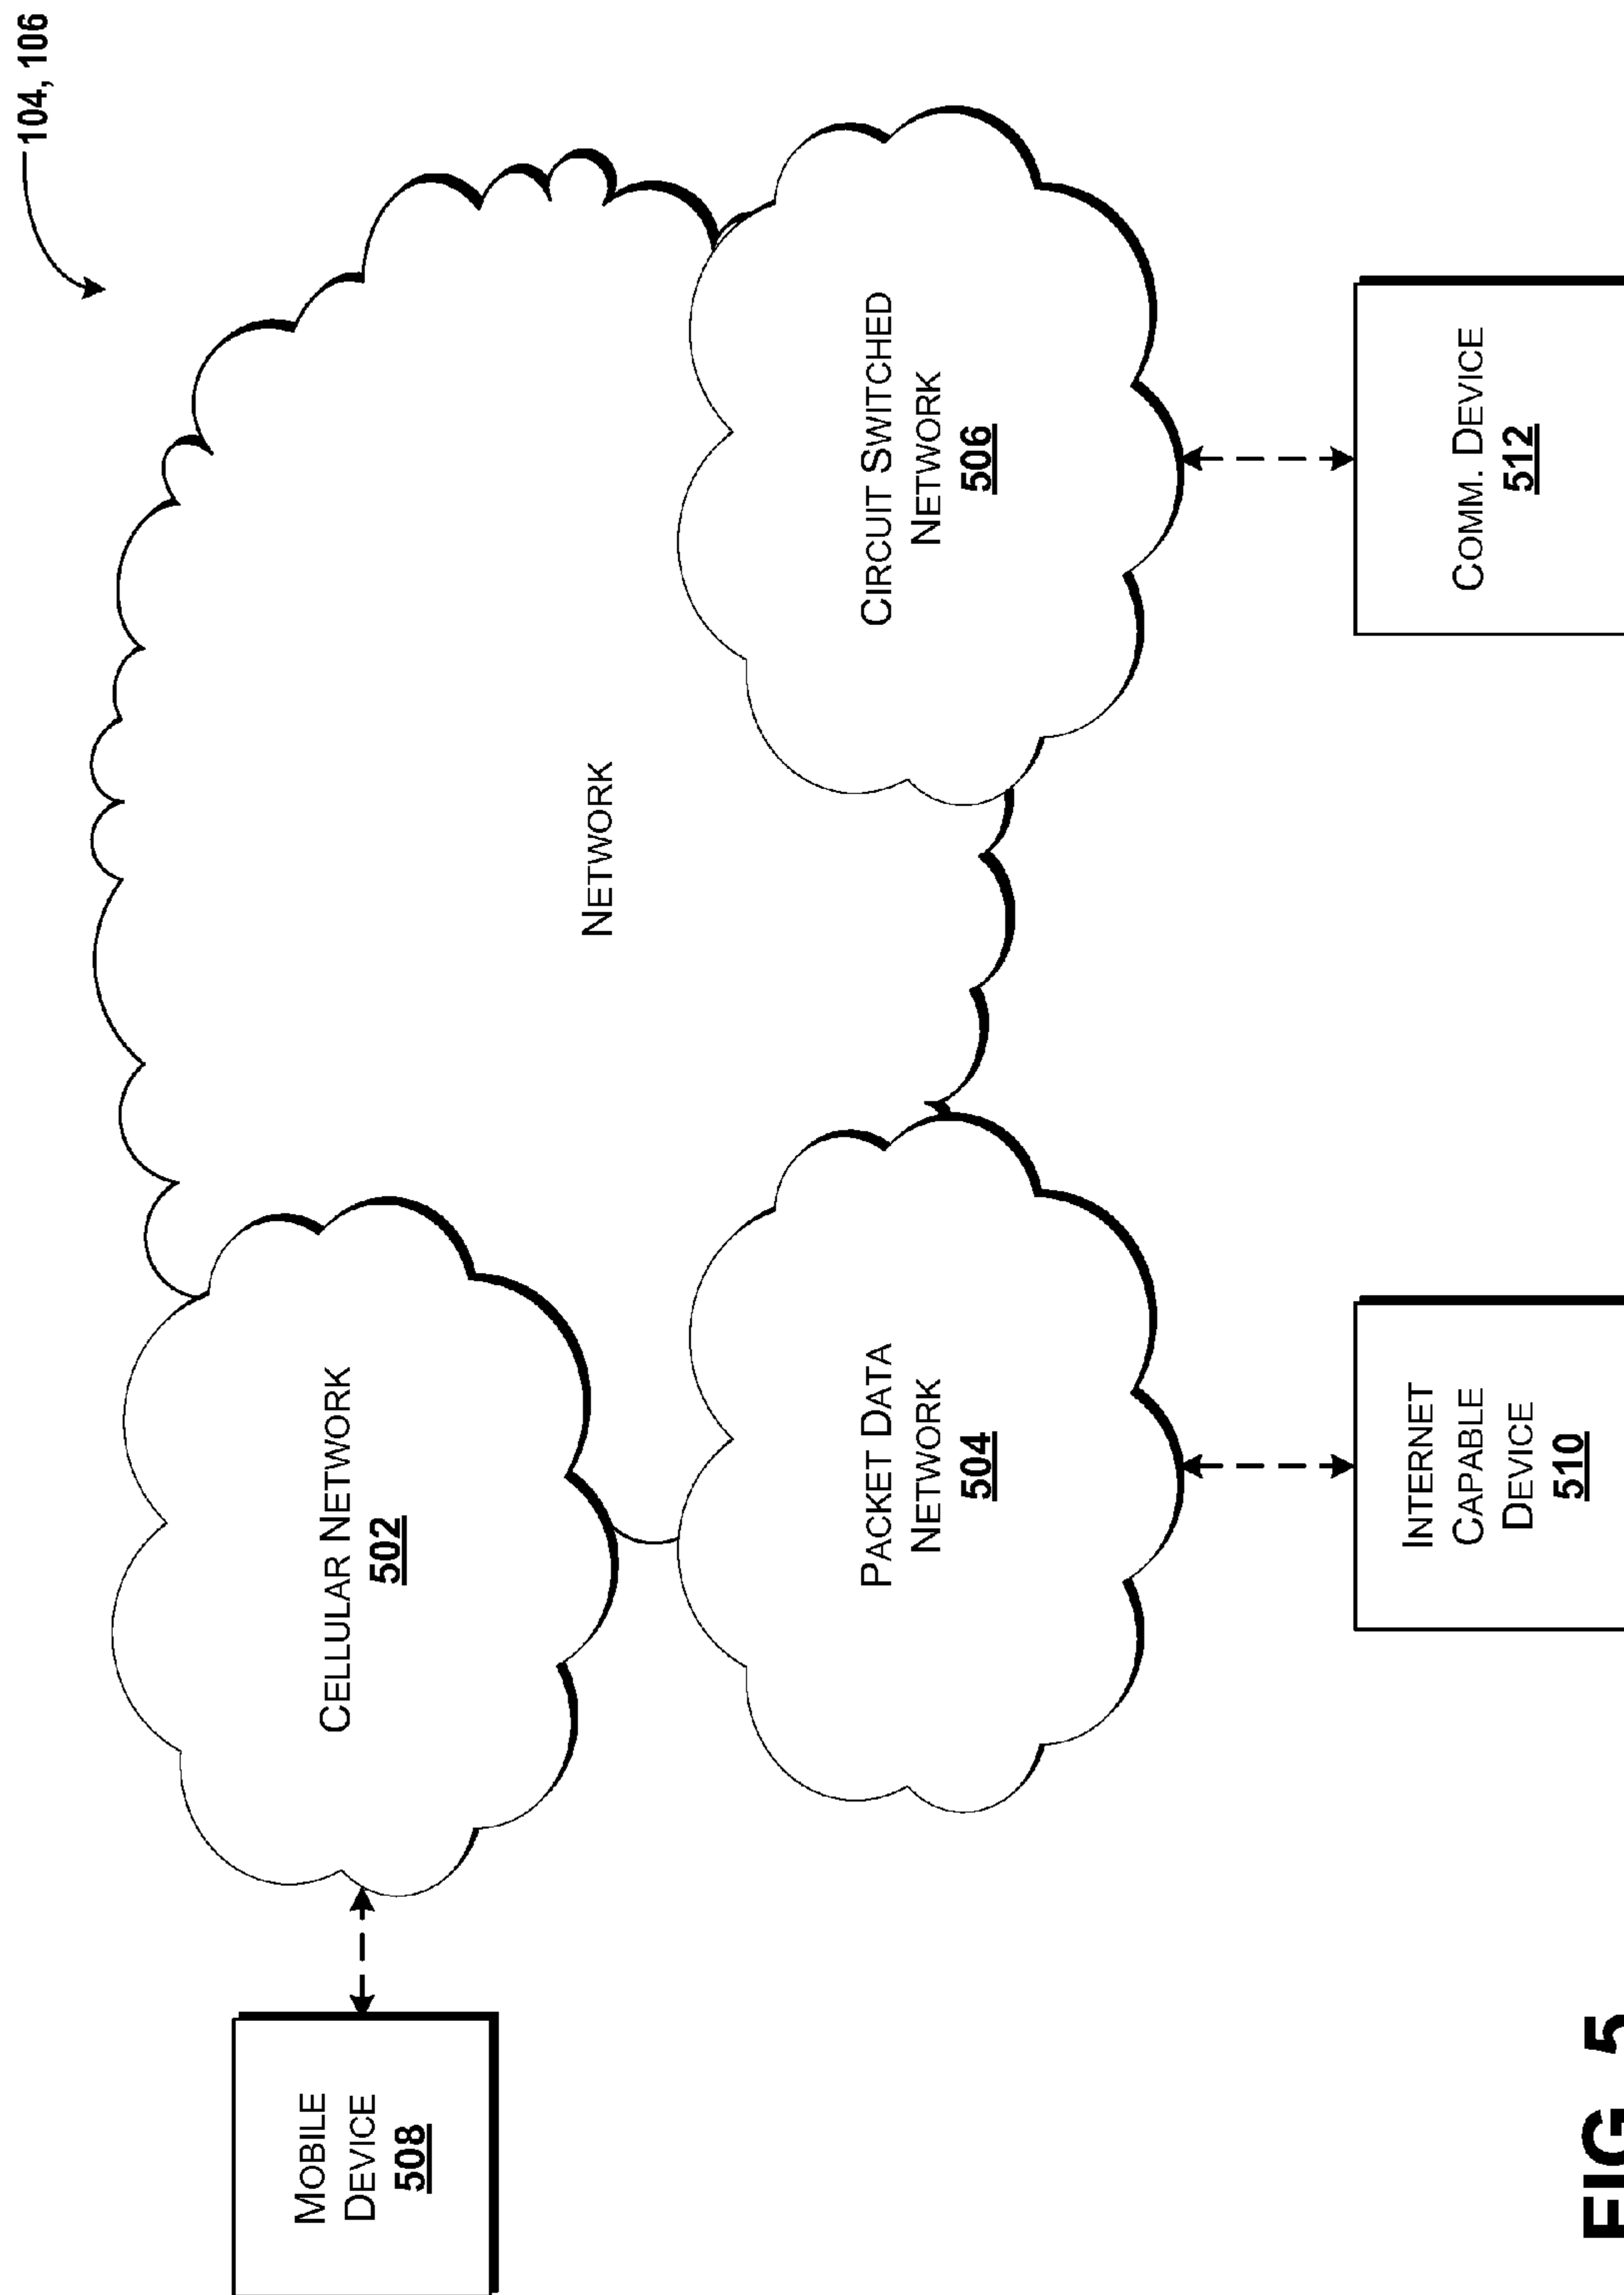 104, 106
CELLULAR NETWORK
502
MOBILE
DEVICE
508
NETWORK
PACKET DATA
NETWORK
504
CIRCUIT SWITCHED
NETWORK
506
INTERNET
CAPABLE
DEVICE
510
COMM. DEVICE
512
FIG. 5